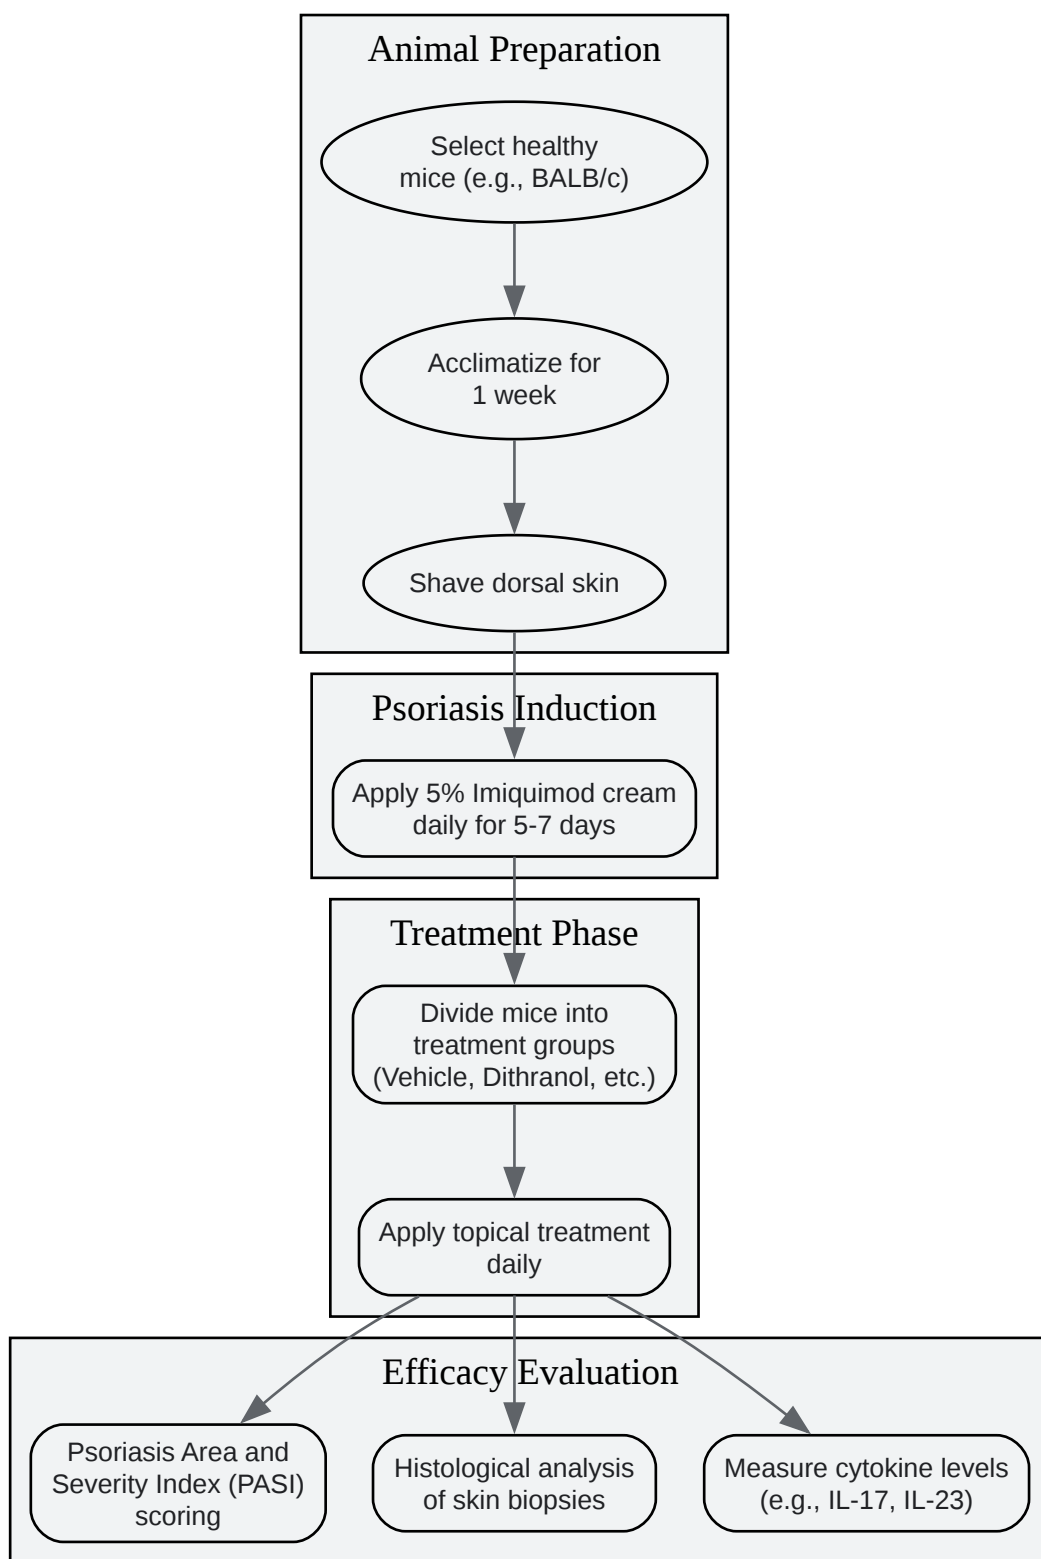 Animal Preparation
Select healthy
mice (e.g., BALB/c)
Acclimatize for
1 week
Shave dorsal skin
Psoriasis Induction
Apply 5% Imiquimod cream
daily for 5-7 days
Treatment Phase
Divide mice into
treatment groups
(Vehicle, Dithranol, etc.)
Apply topical treatment
daily
Efficacy Evaluation
Psoriasis Area and
Severity Index (PASI)
scoring
Histological analysis
of skin biopsies
Measure cytokine levels
(e.g., IL-17, IL-23)